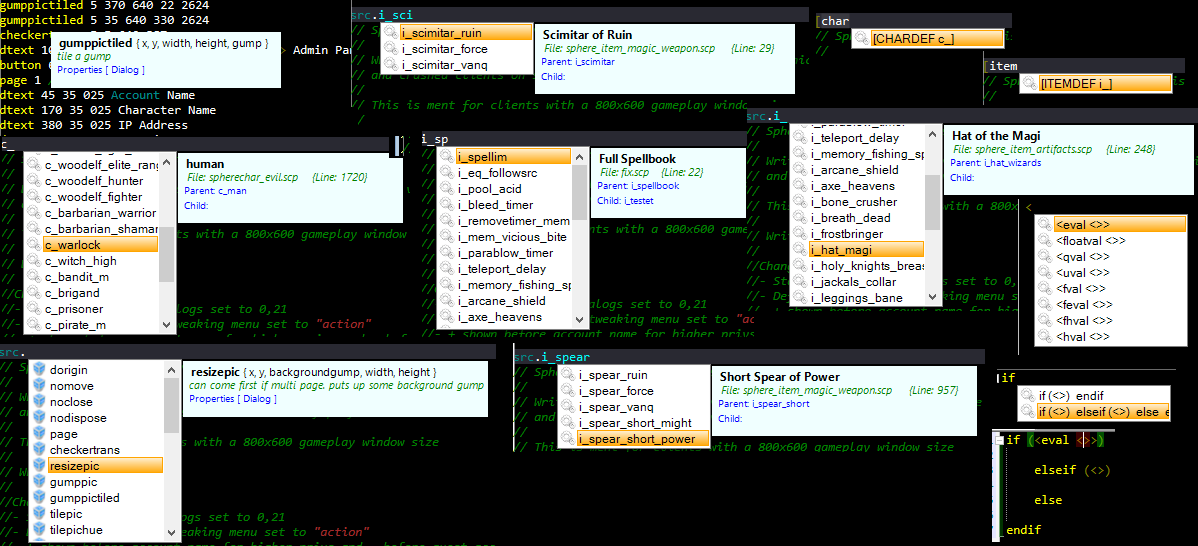 gumppictiled 5 370 640 22 2624
gumppictiled 5 35 640 330 2624
checkert
dtext 10
> Admin Pa
button 6
page 1
dtext 45 35 025 Account Name
dtext 170 35 025 Character Name
dtext 380 35 025 IP Address
gumppictiled { x, y, width, height, gump }
tile a gump
Properties [ Dialog ]
src.i_sci
i_scimitar_ruin
i_scimitar_force
i_scimitar_vanq
Scimitar of Ruin
File: sphere_item_magic_weapon.scp {Line: 29}
Parent: i_scimitar
Child:
and crashed clients on
// This is ment for clients with a 800x600 gameplay windo
[char
[CHARDEF c_]
[item
[ITEMDEF i_]
c_
c_woodelf_elite_rang
c_woodelf_hunter
c_woodelf_fighter
c_barbarian_warrior
c_barbarian_shaman
c_warlock
c_witch_high
c_bandit_m
c_brigand
c_prisoner
c_pirate_m
human
File: spherechar_evil.scp {Line: 1720}
Parent: c_man
Child:
ts with a 800x600 gameplay window
alogs set to 0,21
tweaking menu set to "action"
i_sp
i_spellim
i_eq_followsrc
i_pool_acid
i_bleed_timer
i_removetimer_mem
i_mem_vicious_bite
i_parablow_timer
i_teleport_delay
i_memory_fishing_sp
i_arcane_shield
i_axe_heavens
Full Spellbook
File: fix.scp {Line: 22}
Parent: i_spellbook
Child: i_testet
nts with a 800x600 game
alogs set to 0,21
tweaking menu set to "ac
- + shown before account name for higher privs
src.i_
i_parablow_timer
i_teleport_delay
i_memory_fishing_sp
i_arcane_shield
i_axe_heavens
i_bone_crusher
i_breath_dead
i_frostbringer
i_hat_magi
i_holy_knights_breas
i_jackals_collar
i_leggings_bane
Hat of the Magi
File: sphere_item_artifacts.scp {Line: 248}
Parent: i_hat_wizards
Child:
<
<eval <>>
<floatval <>>
<qval <>>
<uval <>>
<fval <>>
<feval <>>
<fhval <>>
<hval <>>
src.
dorigin
nomove
noclose
nodispose
page
checkertrans
resizepic
gumppic
gumppictiled
tilepic
tilepichue
resizepic { x, y, backgroundgump, width, height }
can come first if multi page. puts up some background gump
Properties [ Dialog ]
ts with a 800x600 gameplay window size
logs set to 0,21
tweaking menu set to "action"
src.i_spear
i_spear_ruin
i_spear_force
i_spear_vanq
i_spear_short_might
i_spear_short_power
Short Spear of Power
File: sphere_item_magic_weapon.scp {Line: 957}
Parent: i_spear_short
Child:
// This is ment for clients with a 800x600 gameplay window size
if
if (<>) endif
if (<>) elseif (<>) else e
if (<eval <>>)
elseif (<>)
else
endif